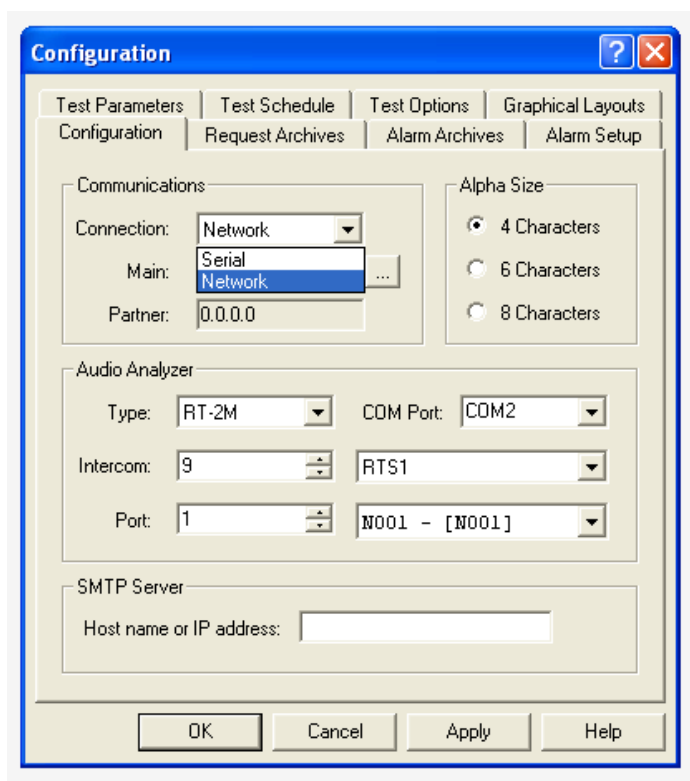 Configuration
Test Parameters Test Schedule Test Options Graphical Layouts
Configuration Request Archives Alarm Archives Alarm Setup
Communications
Connection: Network
Serial
Network
Main: ...
Partner: 0.0.0.0
Alpha Size
4 Characters
6 Characters
8 Characters
Audio Analyzer
Type: RT-2M COM Port: COM2
Intercom: 9 RTS1
Port: 1 N001 - [N001]
SMTP Server
Host name or IP address:
OK Cancel Apply Help